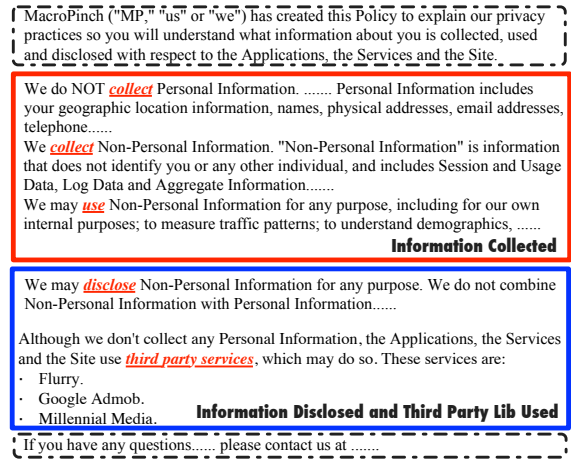 MacroPinch ("MP," "us" or "we") has created this Policy to explain our privacy
practices so you will understand what information about you is collected, used
and disclosed with respect to the Applications, the Services and the Site.
We do NOT collect Personal Information. ....... Personal Information includes
your geographic location information, names, physical addresses, email addresses,
telephone......
We collect Non-Personal Information. "Non-Personal Information" is information
that does not identify you or any other individual, and includes Session and Usage
Data, Log Data and Aggregate Information.......
We may use Non-Personal Information for any purpose, including for our own
internal purposes; to measure traffic patterns; to understand demographics, ......
Information Collected
We may disclose Non-Personal Information for any purpose. We do not combine
Non-Personal Information with Personal Information......
Although we don't collect any Personal Information, the Applications, the Services
and the Site use third party services, which may do so. These services are:
· Flurry.
· Google Admob.
· Millennial Media.
Information Disclosed and Third Party Lib Used
If you have any questions...... please contact us at .......